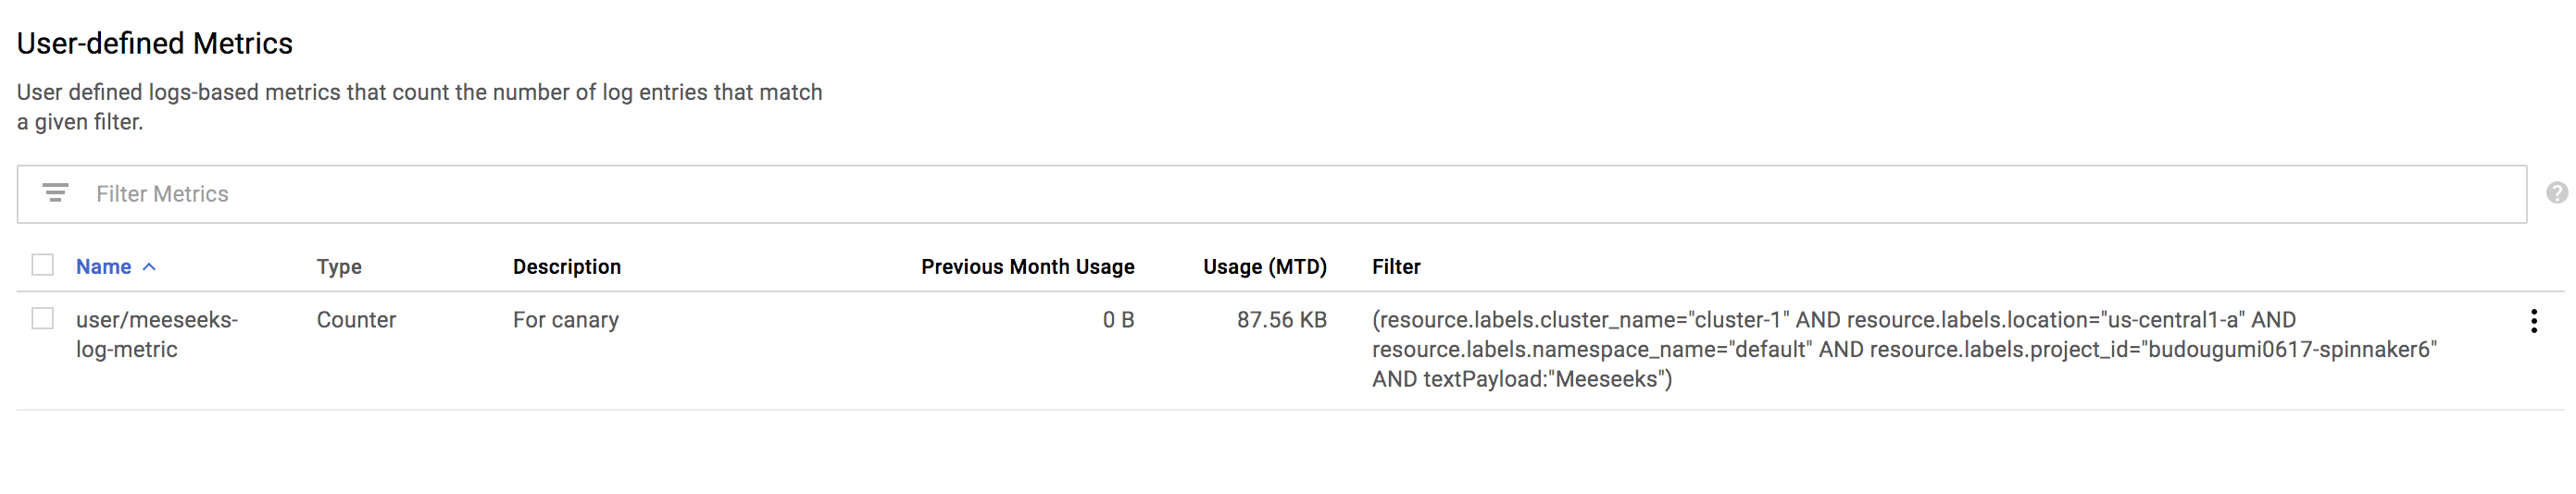 User-defined Metrics
User defined logs-based metrics that count the number of log entries that match
a given filter.
Filter Metrics
Name Type Description Previous Month Usage Usage (MTD) Filter
user/meeseeks- Counter For canary 0 B 87.56 KB (resource.labels.cluster_name="cluster-1" AND resource.labels.location="us-central1-a" AND
log-metric resource.labels.namespace_name="default" AND resource.labels.project_id="budougumi0617-spinnaker6"
AND textPayload:"Meeseeks")